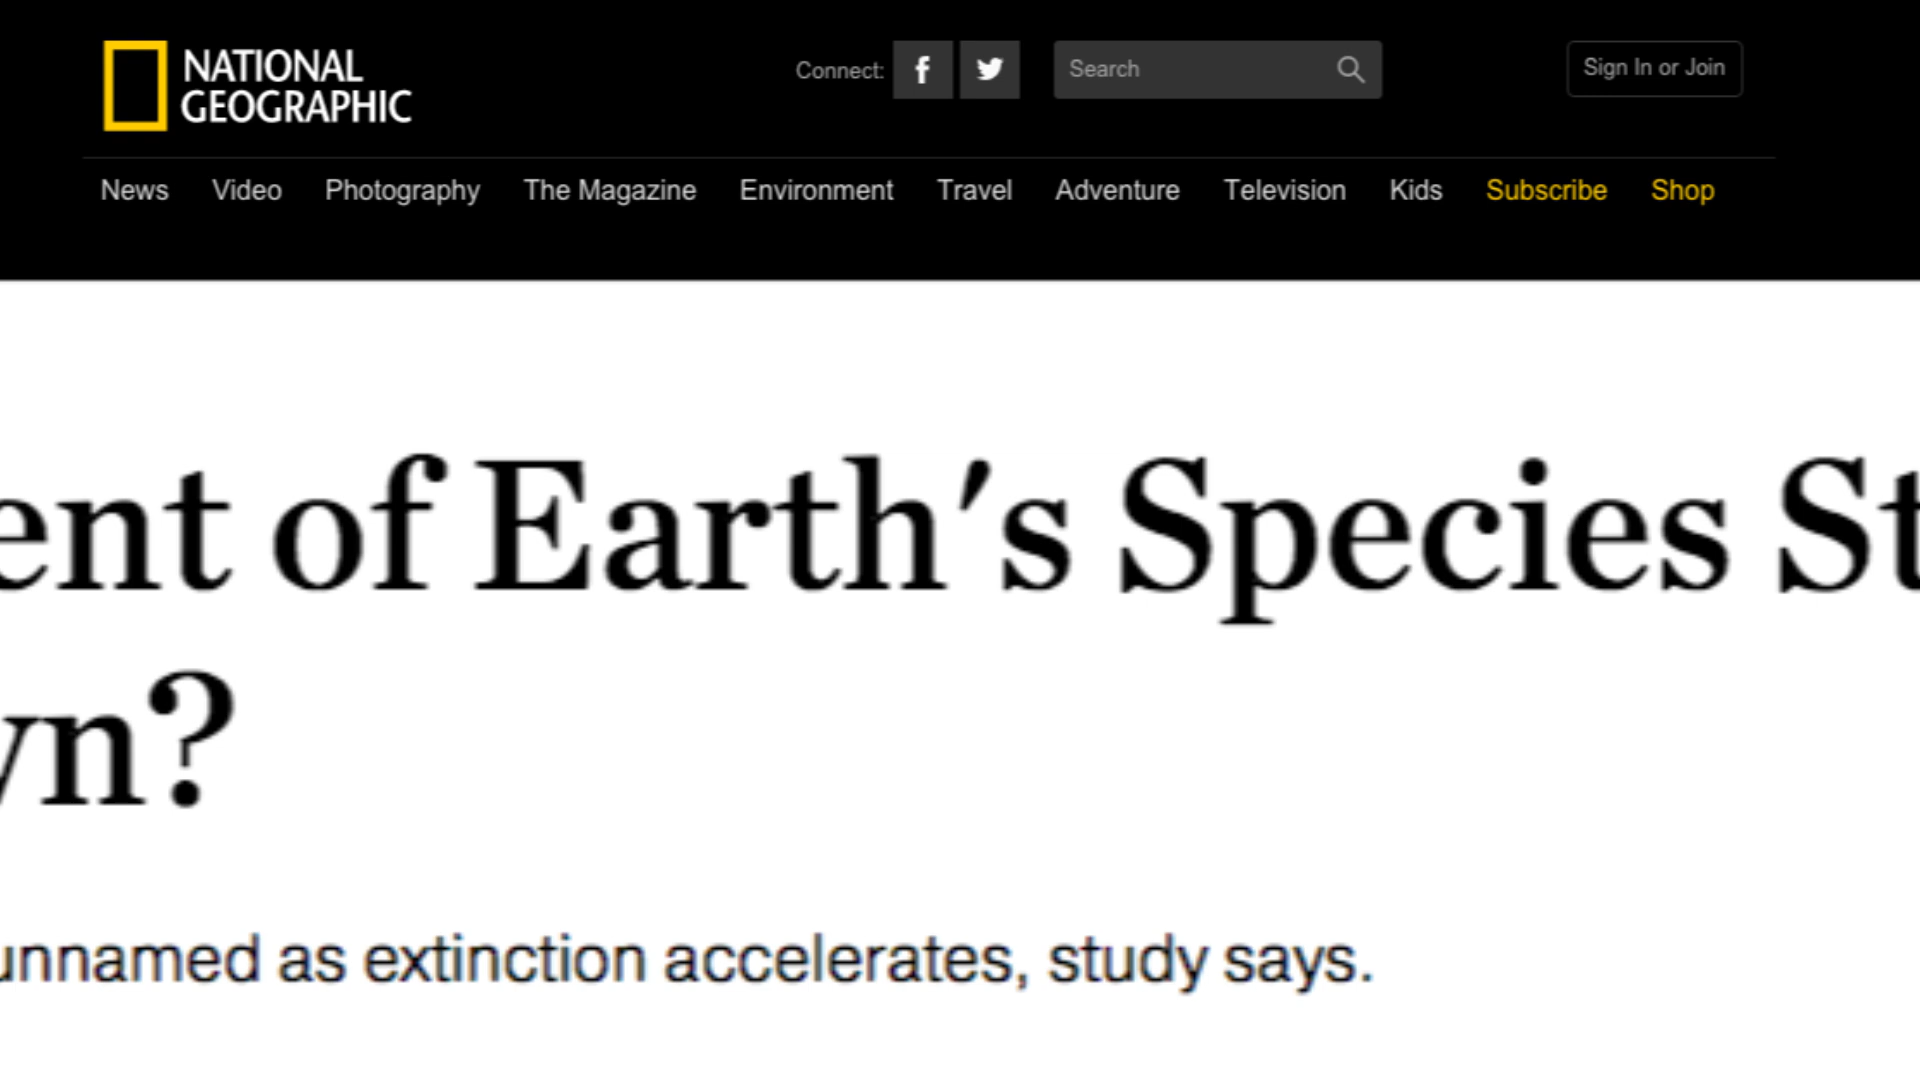 NATIONAL
GEOGRAPHIC
Connect: f
Search
Sign In or Join
News Video Photography The Magazine Environment Travel Adventure Television Kids Subscribe Shop
ent of Earth's Species St
wn?
unnamed as extinction accelerates, study says.